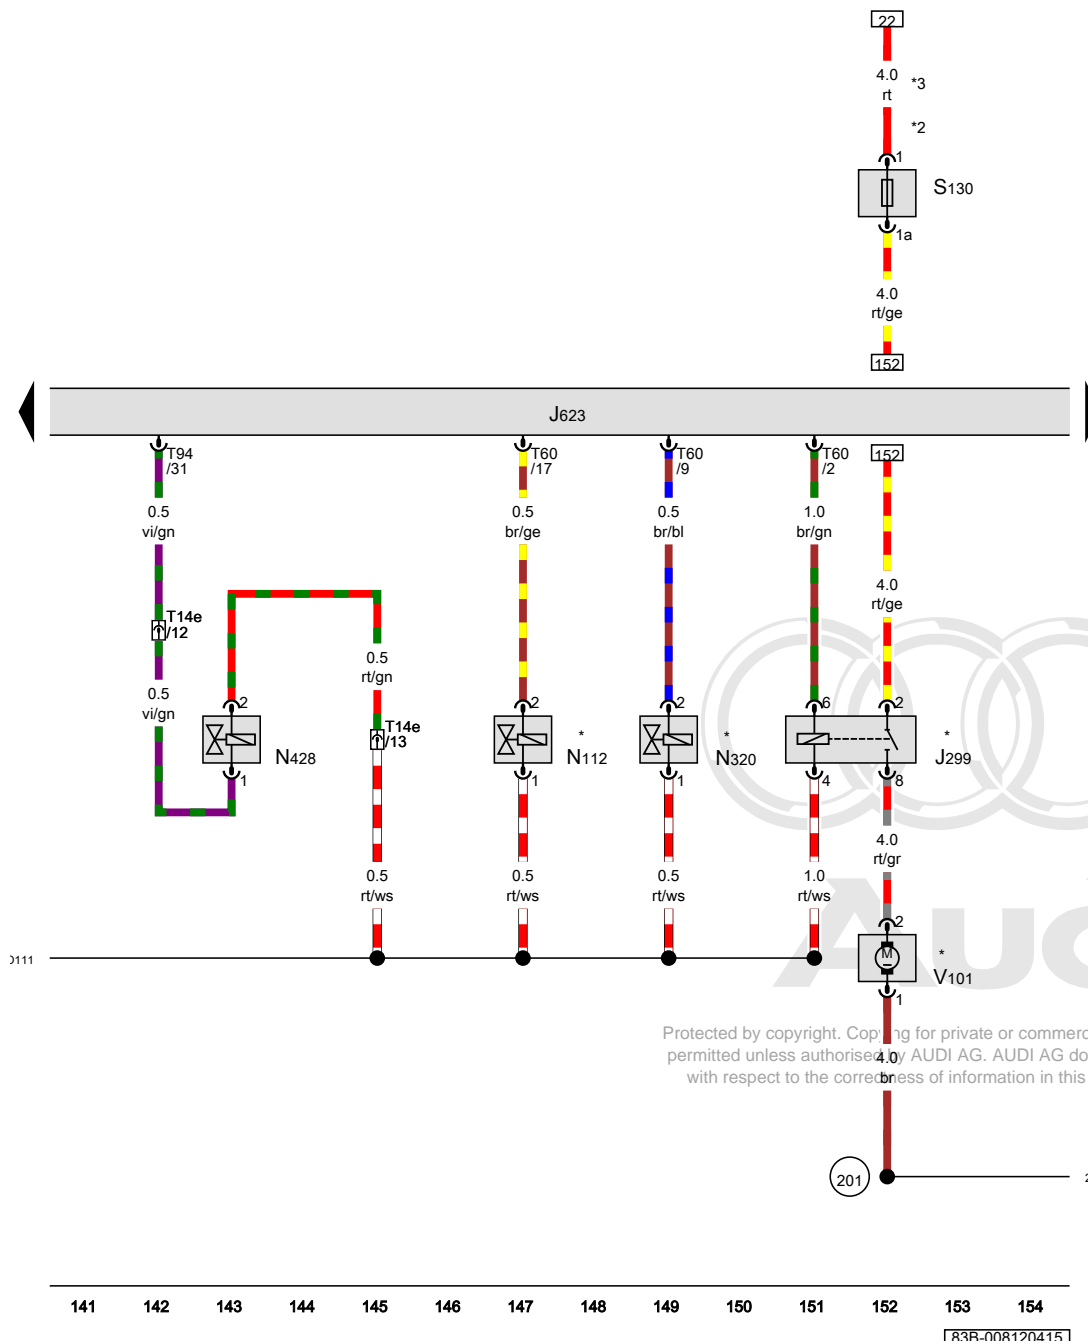 22
4.0
rt
*3
*2
1
S130
1a
4.0
rt/ge
152
J623
T94
/31
T60
/17
T60
/9
T60
/2
152
0.5
vi/gn
0.5
br/ge
0.5
br/bl
1.0
br/gn
4.0
rt/ge
T14e
/12
0.5
rt/gn
0.5
vi/gn
2
2
2
6
2
T14e
/13
N428
*
N112
*
N320
*
J299
1
1
1
4
8
4.0
rt/gr
0.5
rt/ws
0.5
rt/ws
0.5
rt/ws
1.0
rt/ws
2
M
*
V101
1
Protected by copyright. Copying for private or commerc
permitted unless authorised by AUDI AG. AUDI AG do
with respect to the correctness of information in this
4.0
br
201
141 142 143 144 145 146 147 148 149 150 151 152 153 154
83B-008120415